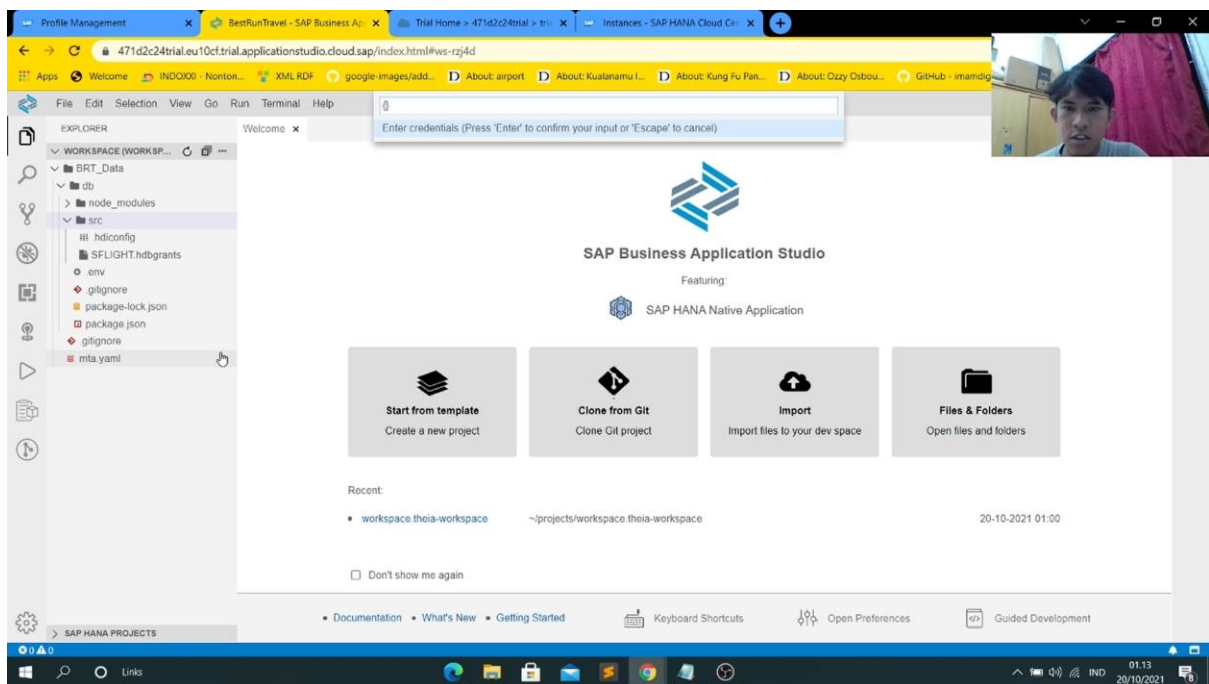 Profile Management
BestRunTravel - SAP Business Ap
Trial Home > 471d2c24trial > tri
Instances - SAP HANA Cloud Ce
471d2c24trial.eu10cf.trial.applicationstudio.cloud.sap/index.html#ws-rzj4d
Apps
Welcome
INDOXXI - Nonton...
XML RDF
google-images/add...
About: airport
About: Kualanamu I...
About: Kung Fu Pan...
About: Ozzy Osbou...
GitHub - imamdig
File Edit Selection View Go Run Terminal Help
{}
Enter credentials (Press 'Enter' to confirm your input or 'Escape' to cancel)
EXPLORER
Welcome
WORKSPACE (WORKSP...
BRT_Data
db
node_modules
src
.hdiconfig
SFLIGHT.hdbgrants
.env
.gitignore
package-lock.json
package.json
.gitignore
mta.yaml
SAP HANA PROJECTS
SAP Business Application Studio
Featuring:
SAP HANA Native Application
Start from template
Create a new project
Clone from Git
Clone Git project
Import
Import files to your dev space
Files & Folders
Open files and folders
Recent:
workspace.theia-workspace ~/projects/workspace.theia-workspace 20-10-2021 01:00
Don't show me again
Documentation • What's New • Getting Started
Keyboard Shortcuts
Open Preferences
Guided Development
0 0
Links
IND
01.13
20/10/2021